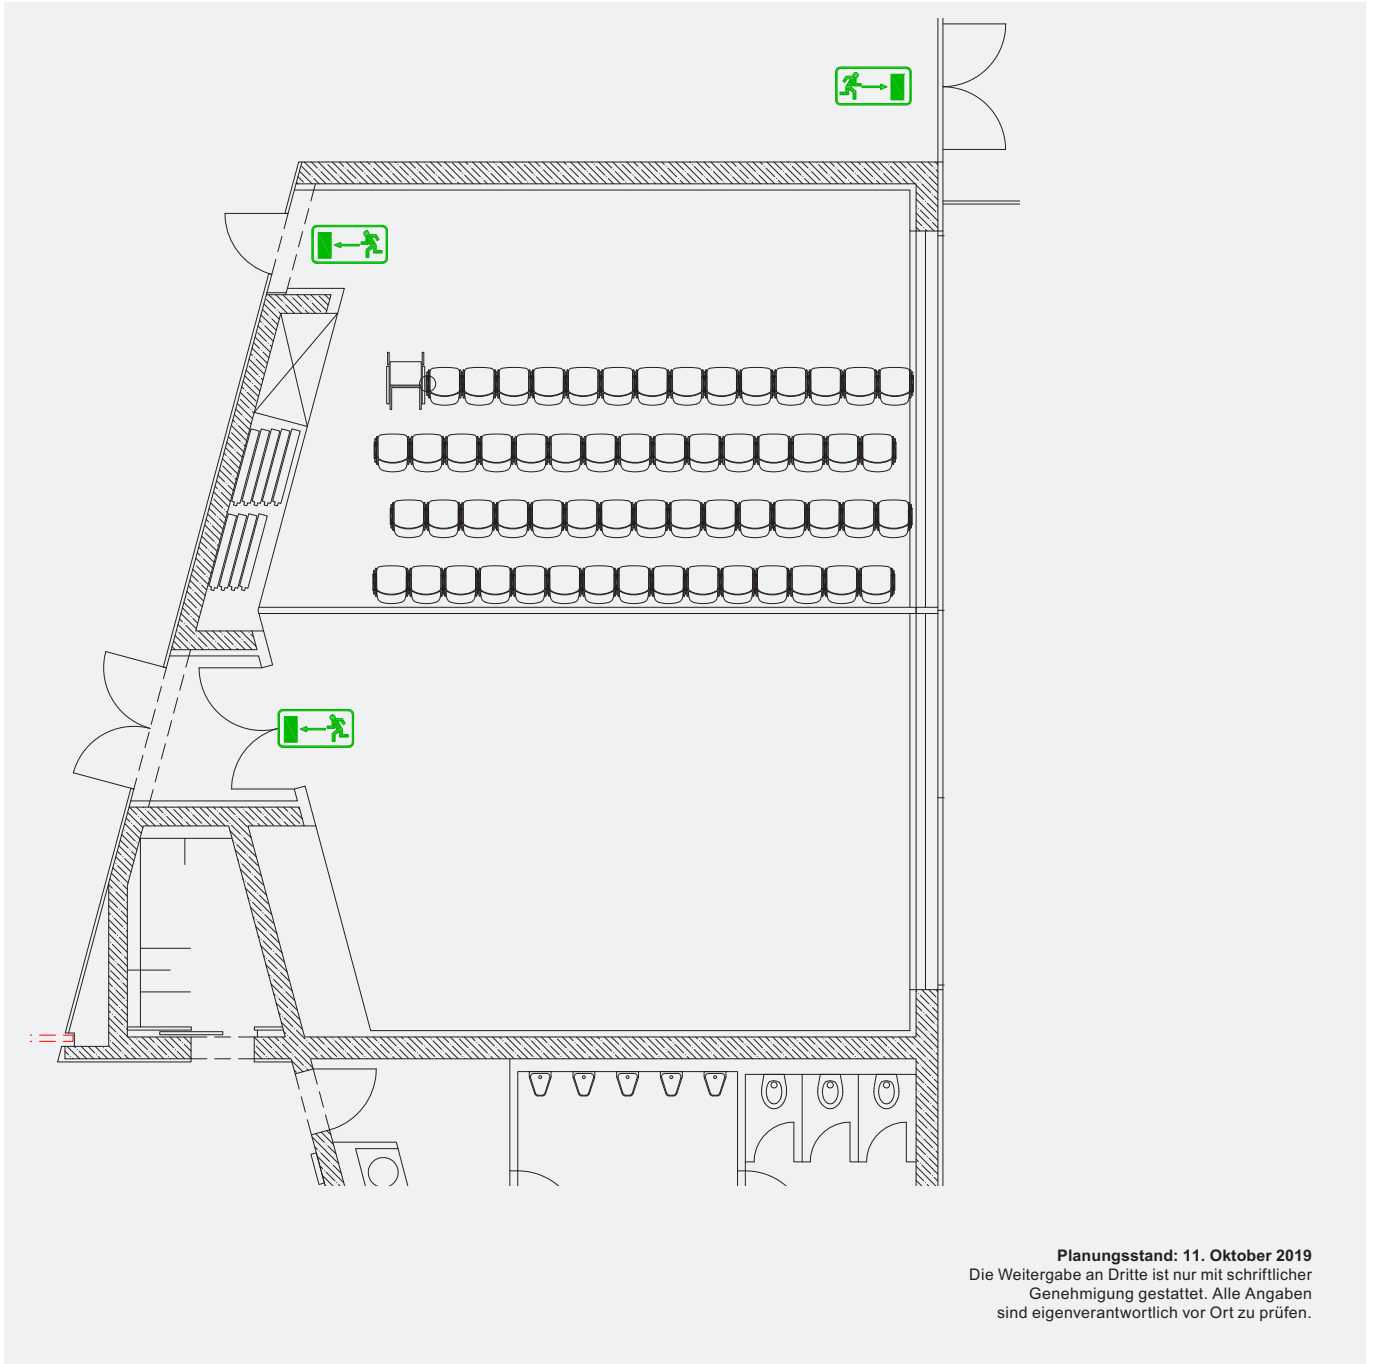 Planungsstand: 11. Oktober 2019
Die Weitergabe an Dritte ist nur mit schriftlicher
Genehmigung gestattet. Alle Angaben
sind eigenverantwortlich vor Ort zu prüfen.